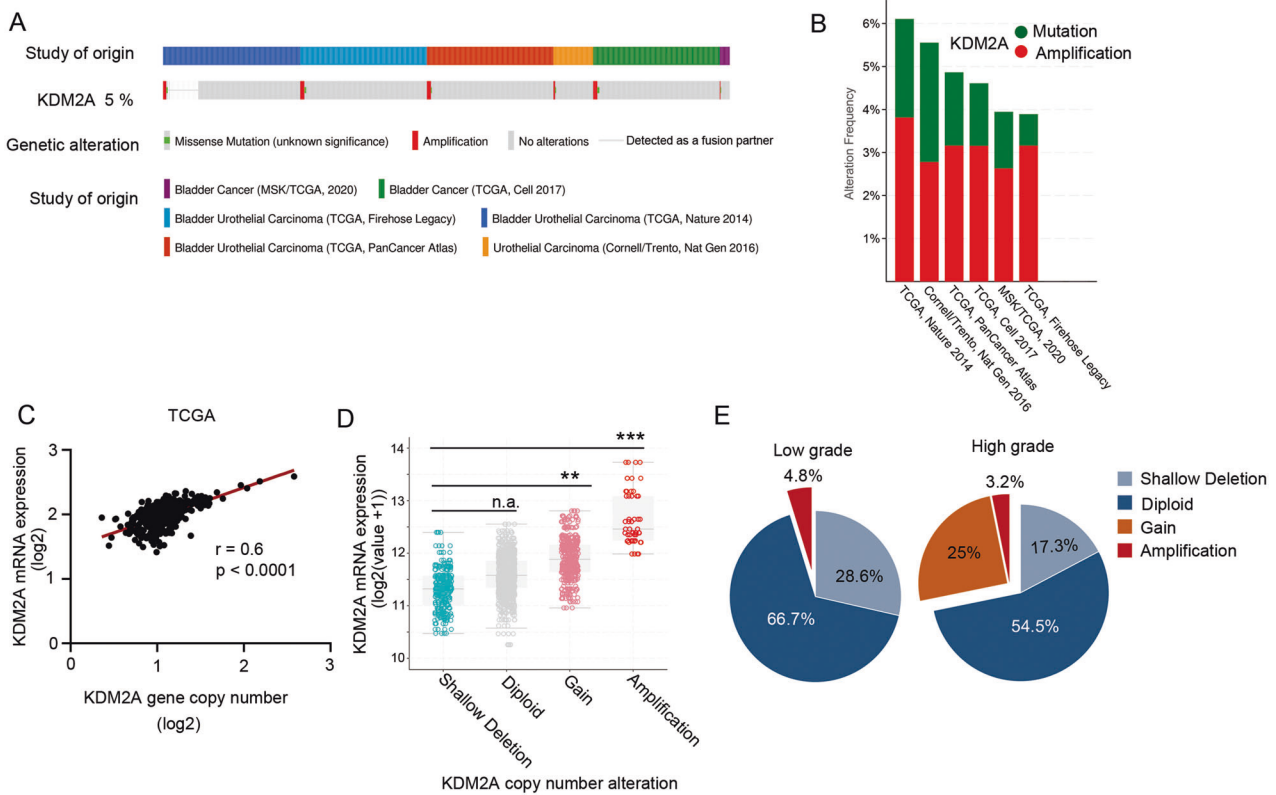 A
Study of origin
KDM2A 5 %
Genetic alteration
Missense Mutation (unknown significance)
Amplification
No alterations
Detected as a fusion partner
Study of origin
Bladder Cancer (MSK/TCGA, 2020)
Bladder Cancer (TCGA, Cell 2017)
Bladder Urothelial Carcinoma (TCGA, Firehose Legacy)
Bladder Urothelial Carcinoma (TCGA, Nature 2014)
Bladder Urothelial Carcinoma (TCGA, PanCancer Atlas)
Urothelial Carcinoma (Cornell/Trento, Nat Gen 2016)
B
KDM2A
Mutation
Amplification
Alteration Frequency
6%
5%
4%
3%
2%
1%
TCGA, Nature 2014
Cornell/Trento, Nat Gen 2016
TCGA, PanCancer Atlas
TCGA, Cell 2017
MSK/TCGA, 2020
TCGA, Firehose Legacy
C
TCGA
KDM2A mRNA expression
(log2)
3
2
1
0
r = 0.6
p < 0.0001
0
1
2
3
KDM2A gene copy number
(log2)
D
KDM2A mRNA expression
(log2(value +1))
14
13
12
11
10
***
**
n.a.
Shallow Deletion
Diploid
Gain
Amplification
KDM2A copy number alteration
E
Low grade
4.8%
28.6%
66.7%
High grade
3.2%
25%
17.3%
54.5%
Shallow Deletion
Diploid
Gain
Amplification